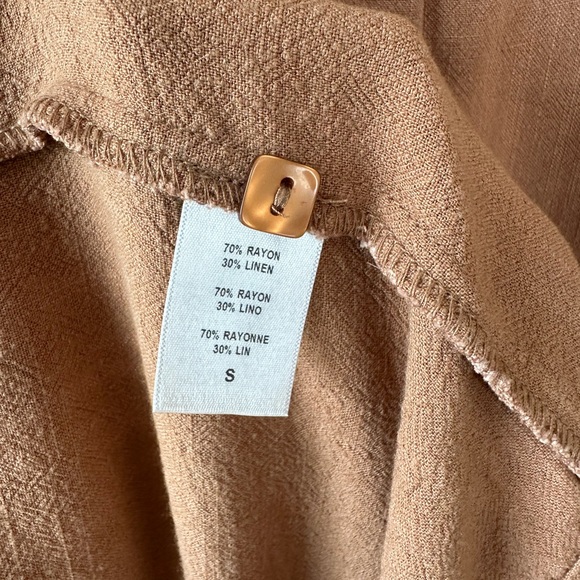 70% RAYON
30% LINEN
70% RAYON
30% LINO
70% RAYONNE
30% LIN
S